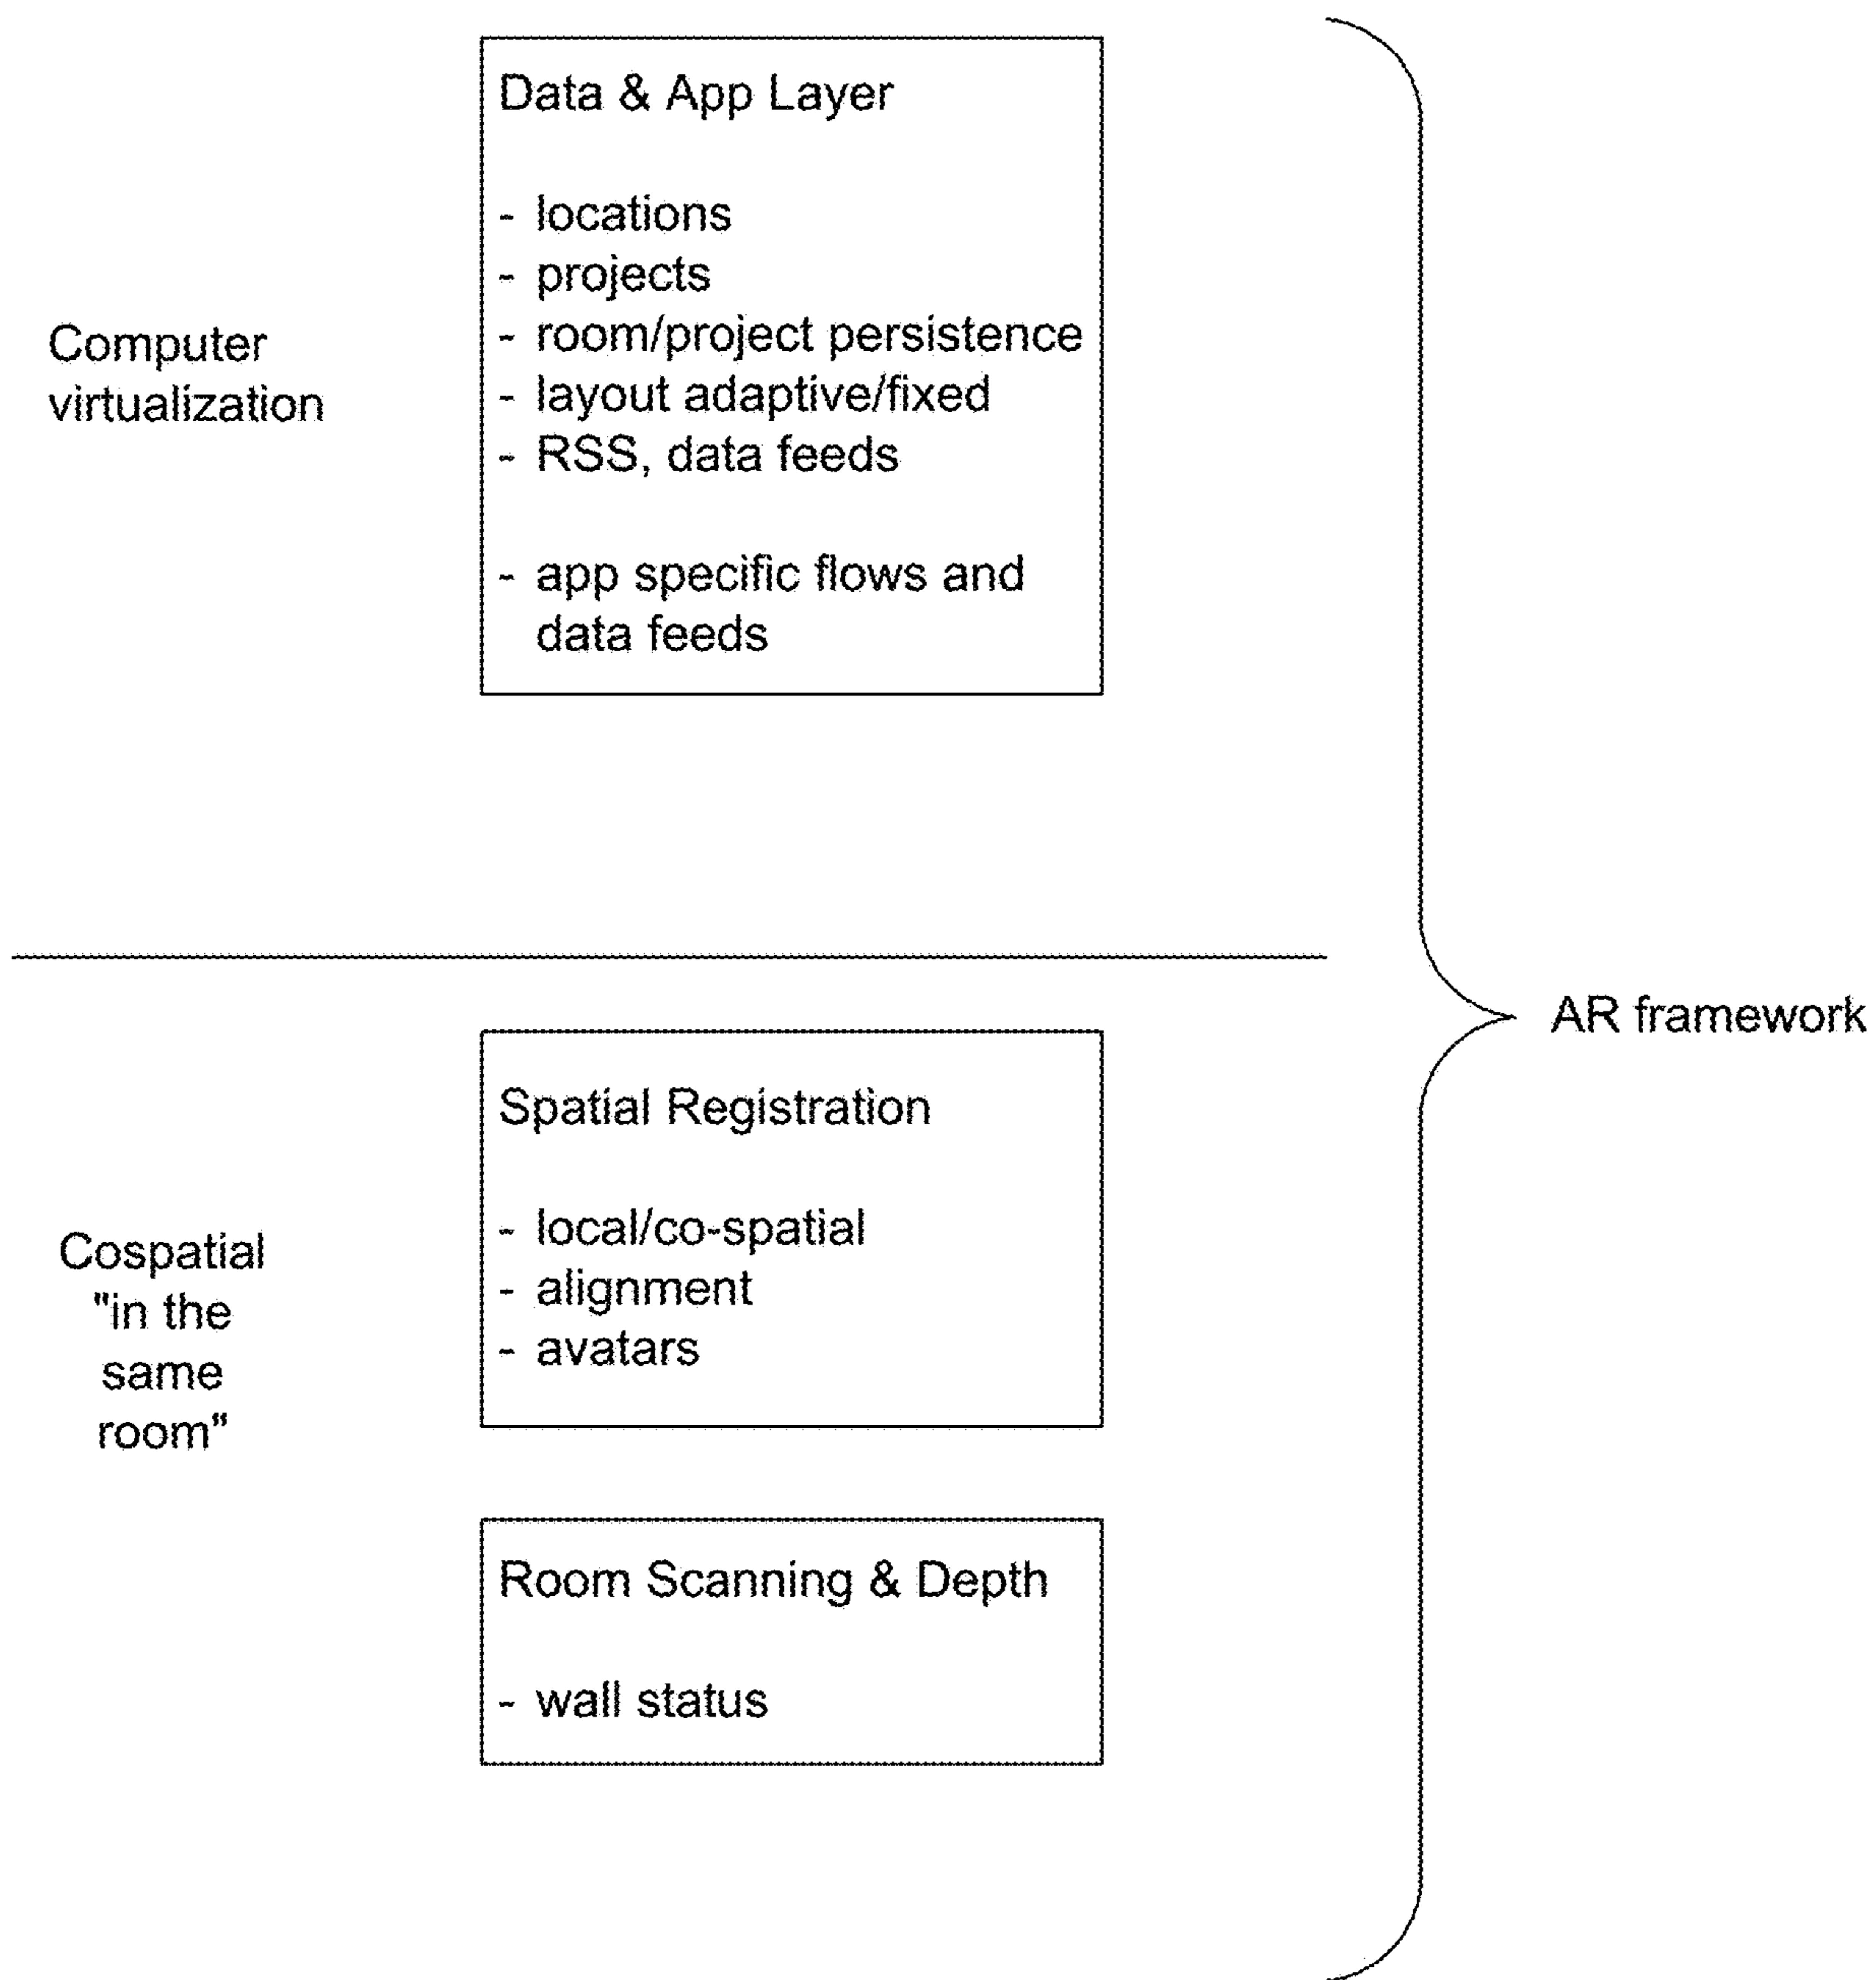 Computer
virtualization
Data & App Layer
- locations
- projects
- room/project persistence
- layout adaptive/fixed
- RSS, data feeds
- app specific flows and
data feeds
Cospatial
"in the
same
room"
Spatial Registration
- local/co-spatial
- alignment
- avatars
Room Scanning & Depth
- wall status
AR framework